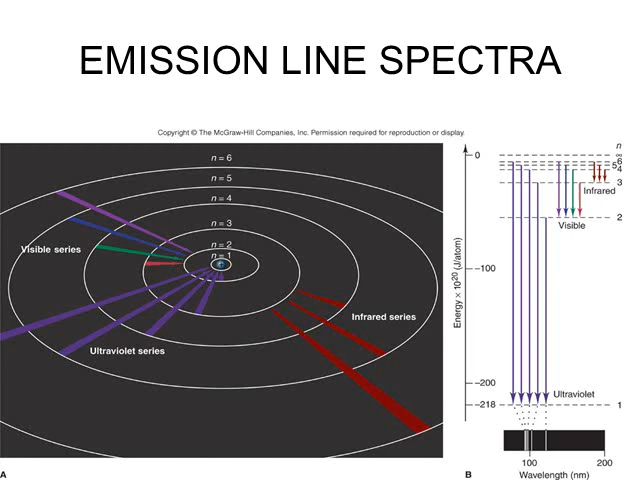 EMISSION LINE SPECTRA
Copyright © The McGraw-Hill Companies, Inc. Permission required for reproduction or display.
n = 6
n = 5
n = 4
n = 3
n = 2
n = 1
Visible series
Infrared series
Ultraviolet series
A
n
∞
6
5
4
3
2
1
0
−100
−200
−218
Energy × 10²⁰ (J/atom)
Infrared
Visible
Ultraviolet
100
200
B
Wavelength (nm)